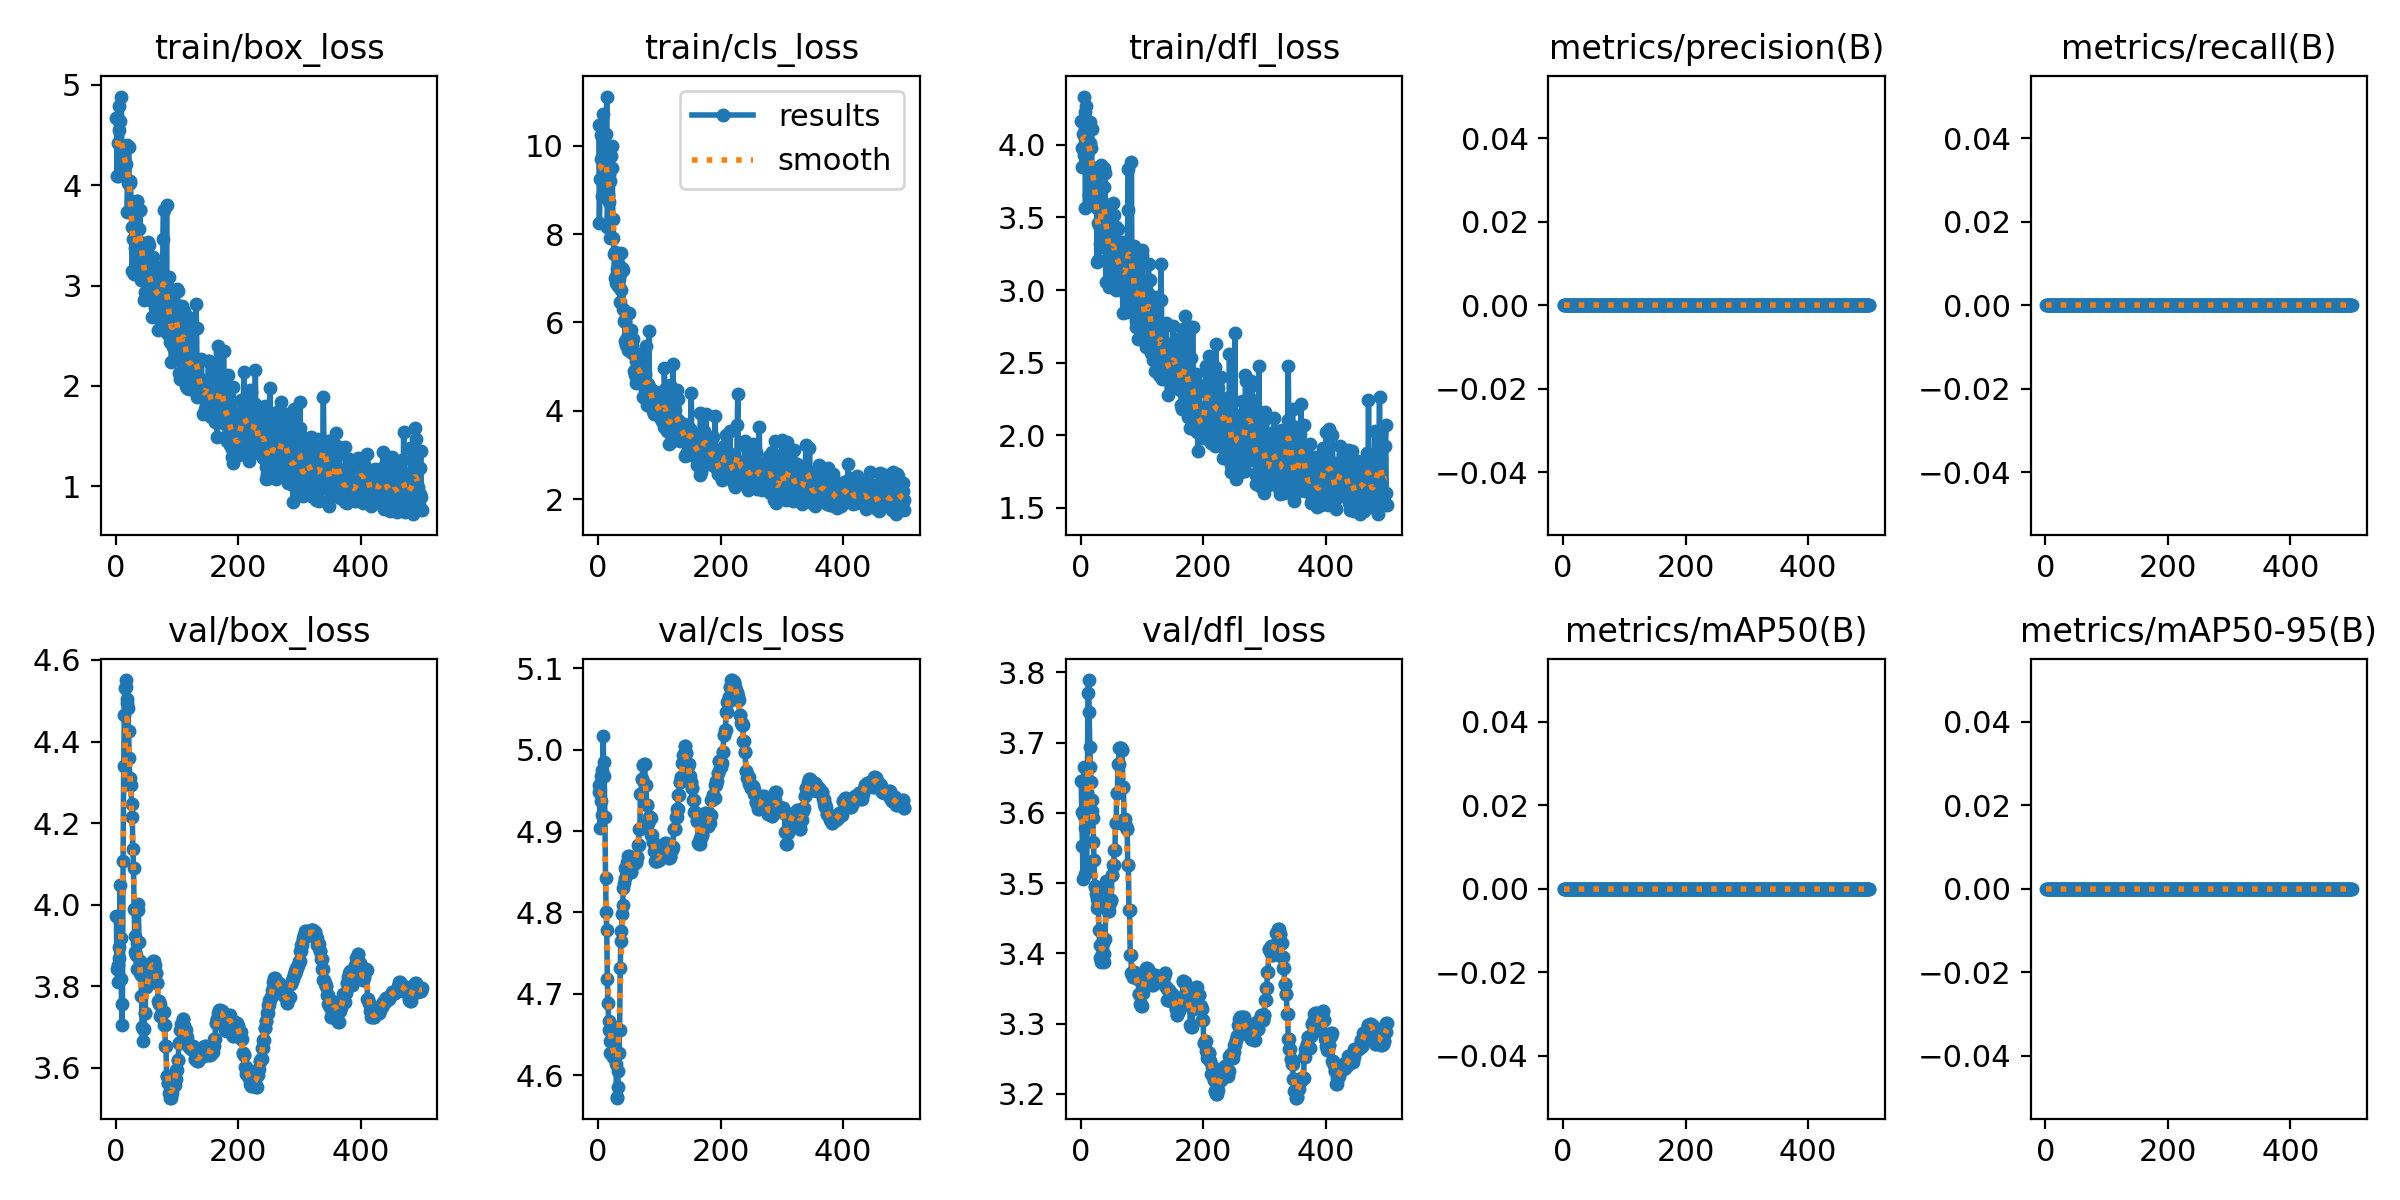 train/box_loss
5
4
3
2
1
0 200 400
train/cls_loss
results
smooth
10
8
6
4
2
0 200 400
train/dfl_loss
4.0
3.5
3.0
2.5
2.0
1.5
0 200 400
metrics/precision(B)
0.04
0.02
0.00
−0.02
−0.04
0 200 400
metrics/recall(B)
0.04
0.02
0.00
−0.02
−0.04
0 200 400
val/box_loss
4.6
4.4
4.2
4.0
3.8
3.6
0 200 400
val/cls_loss
5.1
5.0
4.9
4.8
4.7
4.6
0 200 400
val/dfl_loss
3.8
3.7
3.6
3.5
3.4
3.3
3.2
0 200 400
metrics/mAP50(B)
0.04
0.02
0.00
−0.02
−0.04
0 200 400
metrics/mAP50-95(B)
0.04
0.02
0.00
−0.02
−0.04
0 200 400